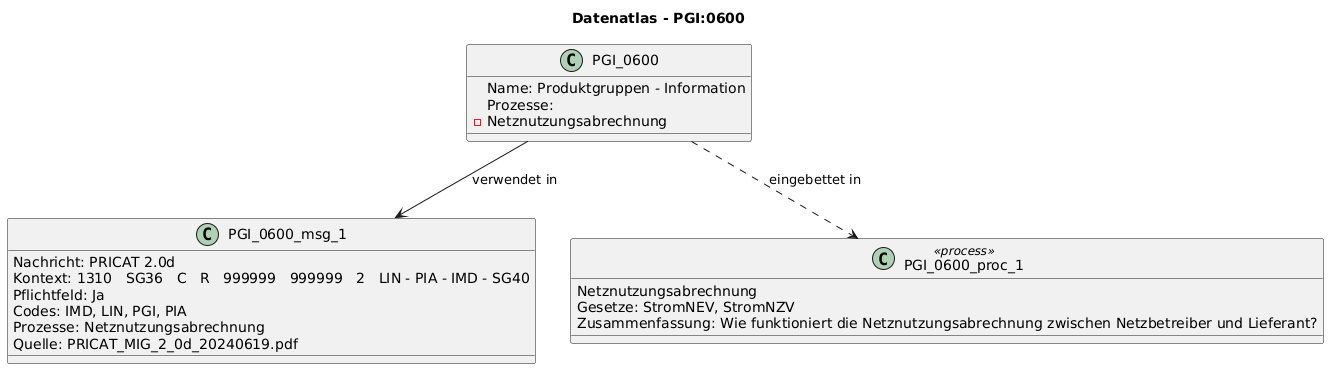 Datenatlas - PGI:0600
C PGI_0600
Name: Produktgruppen - Information
Prozesse:
Netznutzungsabrechnung
verwendet in
eingebettet in
C PGI_0600_msg_1
Nachricht: PRICAT 2.0d
Kontext: 1310 SG36 C R 999999 999999 2 LIN - PIA - IMD - SG40
Pflichtfeld: Ja
Codes: IMD, LIN, PGI, PIA
Prozesse: Netznutzungsabrechnung
Quelle: PRICAT_MIG_2_0d_20240619.pdf
«process»
C PGI_0600_proc_1
Netznutzungsabrechnung
Gesetze: StromNEV, StromNZV
Zusammenfassung: Wie funktioniert die Netznutzungsabrechnung zwischen Netzbetreiber und Lieferant?